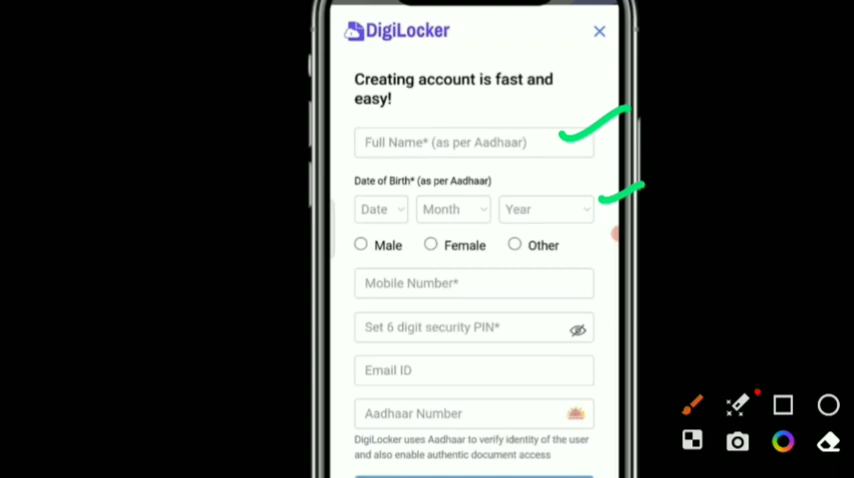 DigiLocker
Creating account is fast and
easy!
Full Name* (as per Aadhaar)
Date of Birth* (as per Aadhaar)
Date Month Year
Male Female Other
Mobile Number*
Set 6 digit security PIN*
Email ID
Aadhaar Number
DigiLocker uses Aadhaar to verify identity of the user
and also enable authentic document access